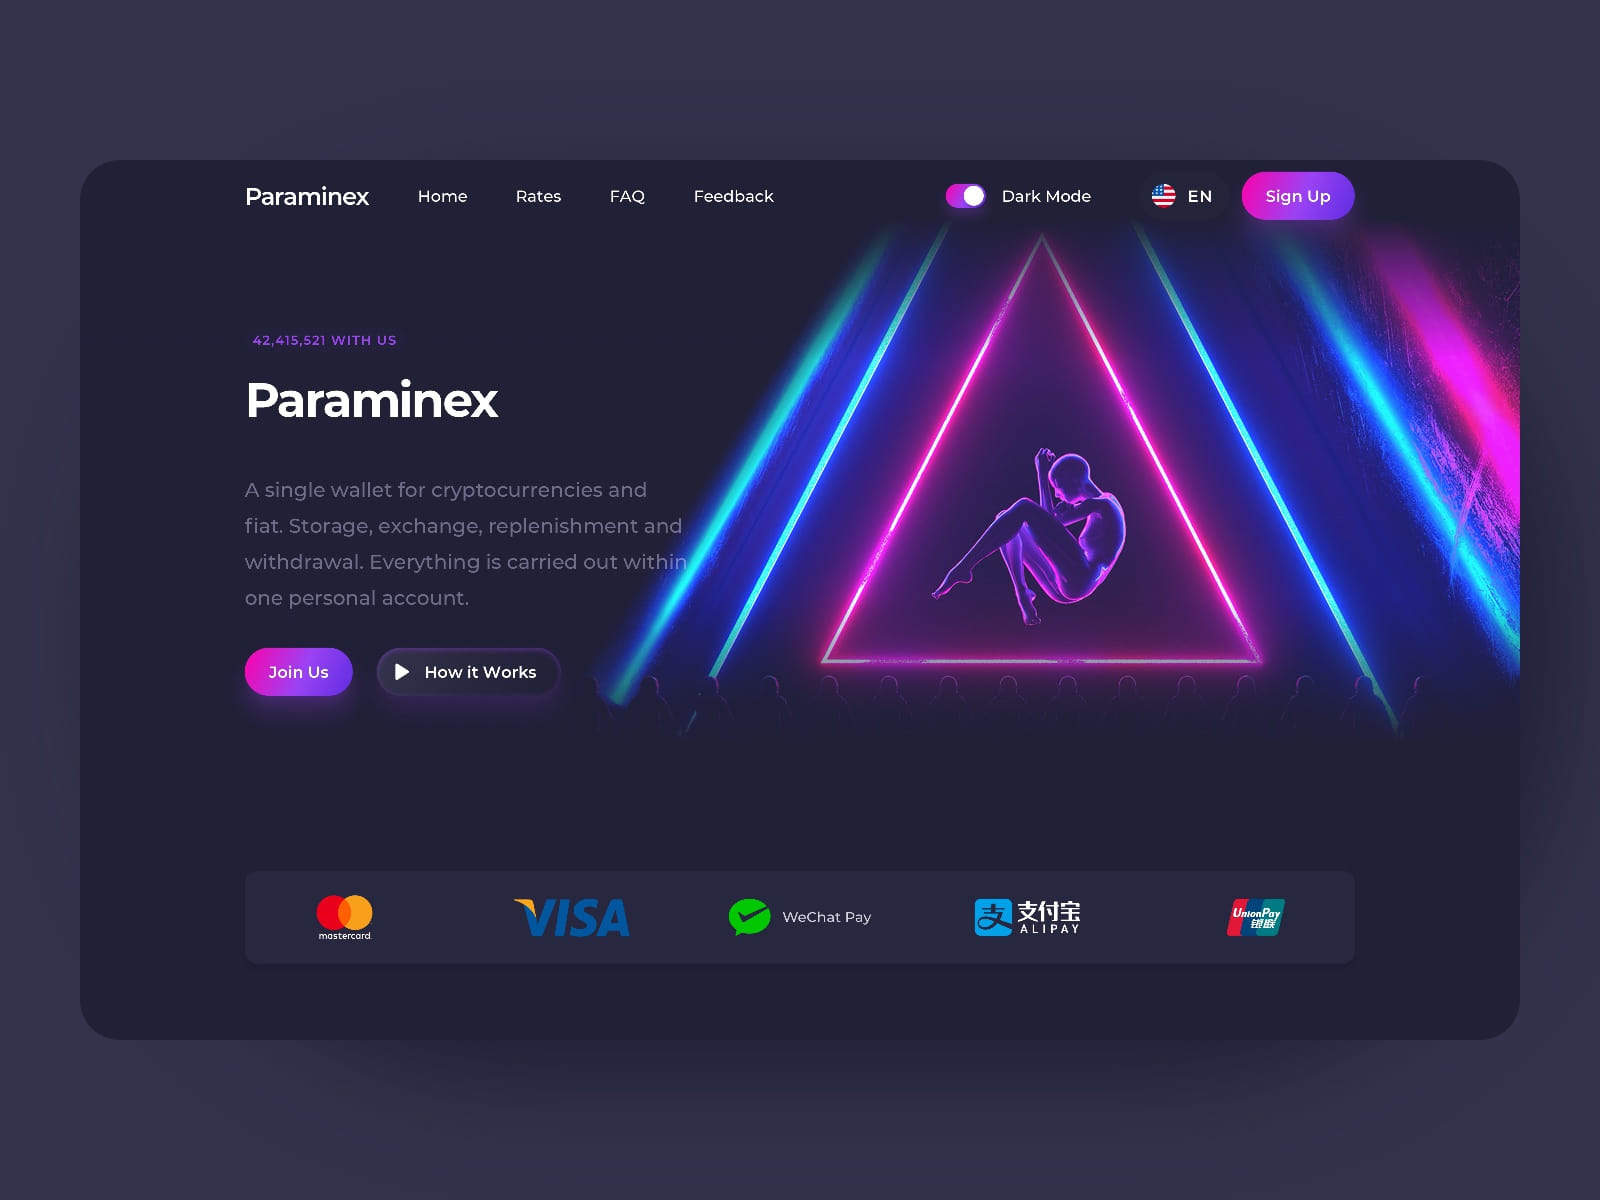 Paraminex Home Rates FAQ Feedback Dark Mode EN Sign Up
42,415,521 WITH US
Paraminex
A single wallet for cryptocurrencies and
fiat. Storage, exchange, replenishment and
withdrawal. Everything is carried out within
one personal account.
Join Us How it Works
mastercard.
VISA
WeChat Pay
支 支付宝
ALIPAY
UnionPay
银联